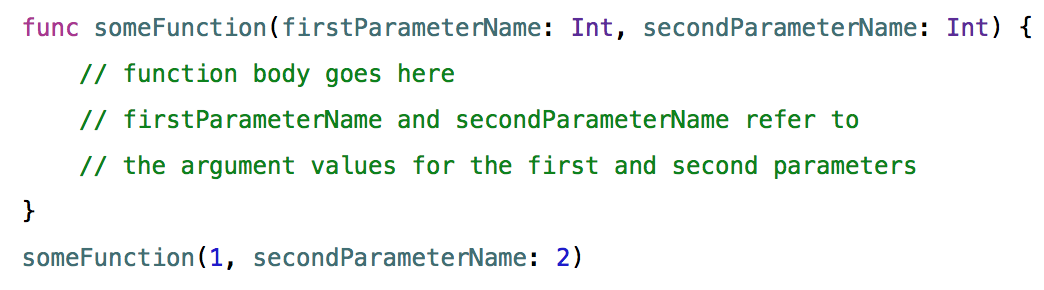 func someFunction(firstParameterName: Int, secondParameterName: Int) {
    // function body goes here
    // firstParameterName and secondParameterName refer to
    // the argument values for the first and second parameters
}
someFunction(1, secondParameterName: 2)